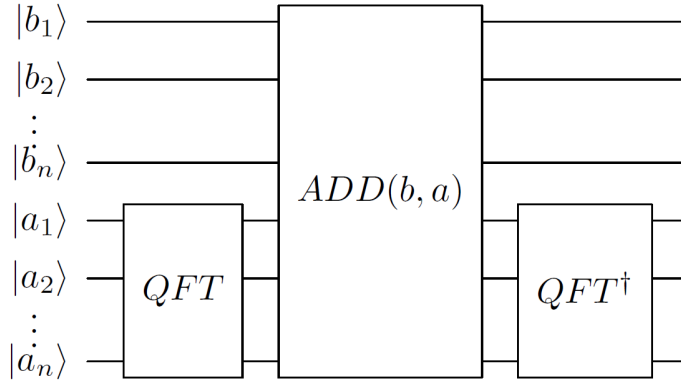 |b₁⟩
|b₂⟩
⋮
|bₙ⟩
ADD(b, a)
|a₁⟩
|a₂⟩
QFT
QFT†
⋮
|aₙ⟩